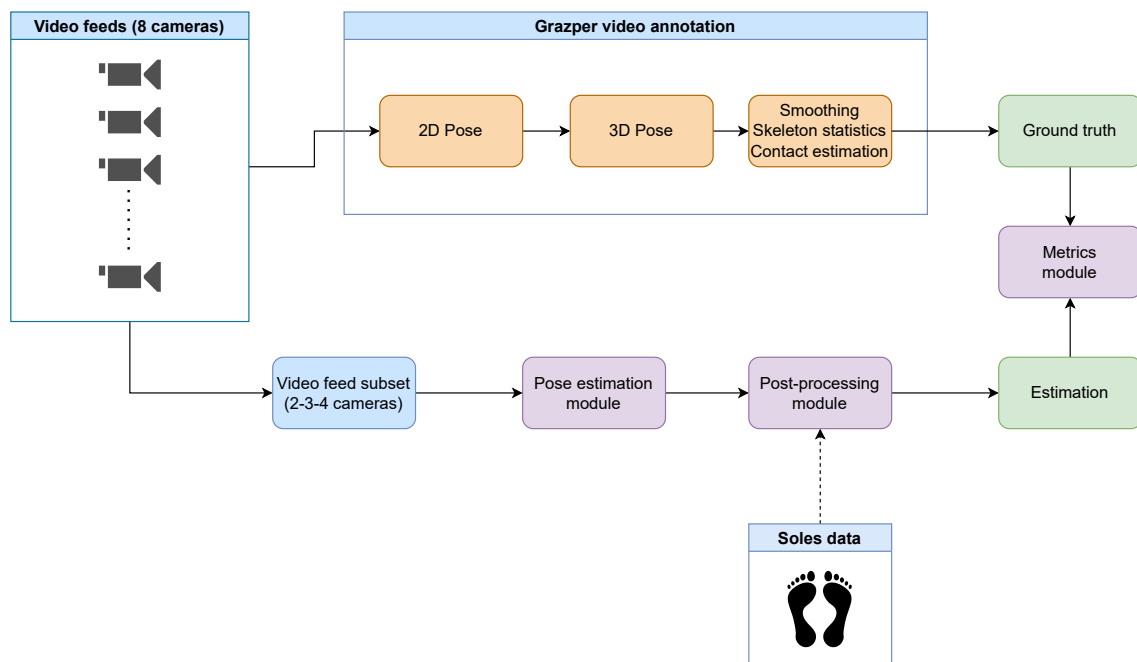 Video feeds (8 cameras)
Grazper video annotation
2D Pose
3D Pose
Smoothing
Skeleton statistics
Contact estimation
Ground truth
Metrics
module
Video feed subset
(2-3-4 cameras)
Pose estimation
module
Post-processing
module
Estimation
Soles data